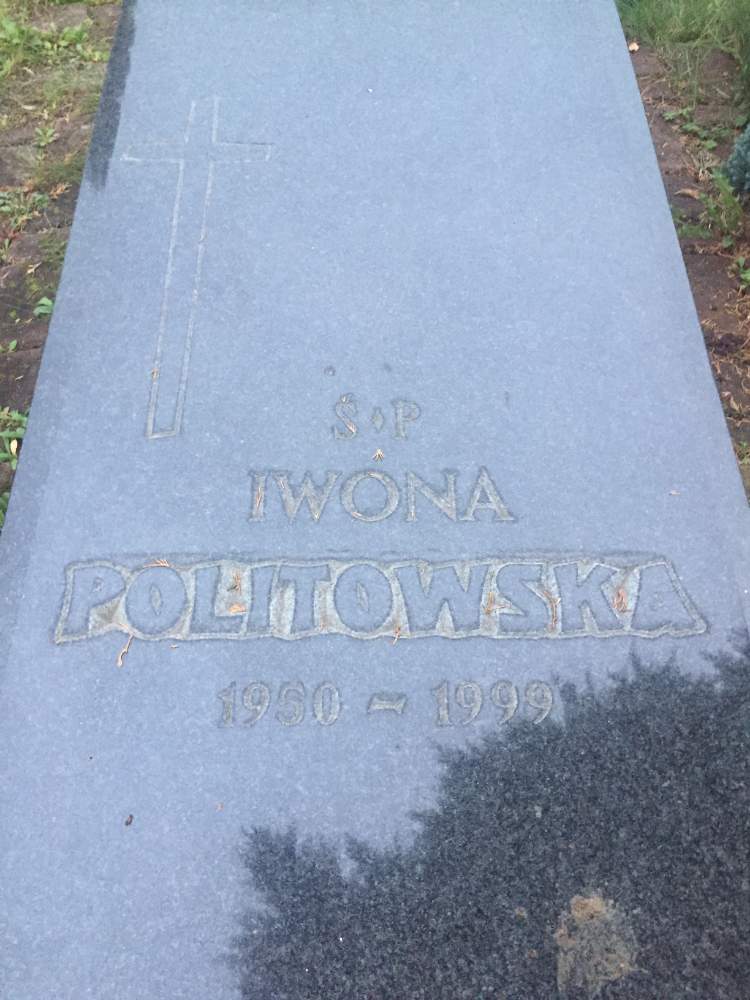 Ś P
IWONA
POLITOWSKA
1950 - 1999